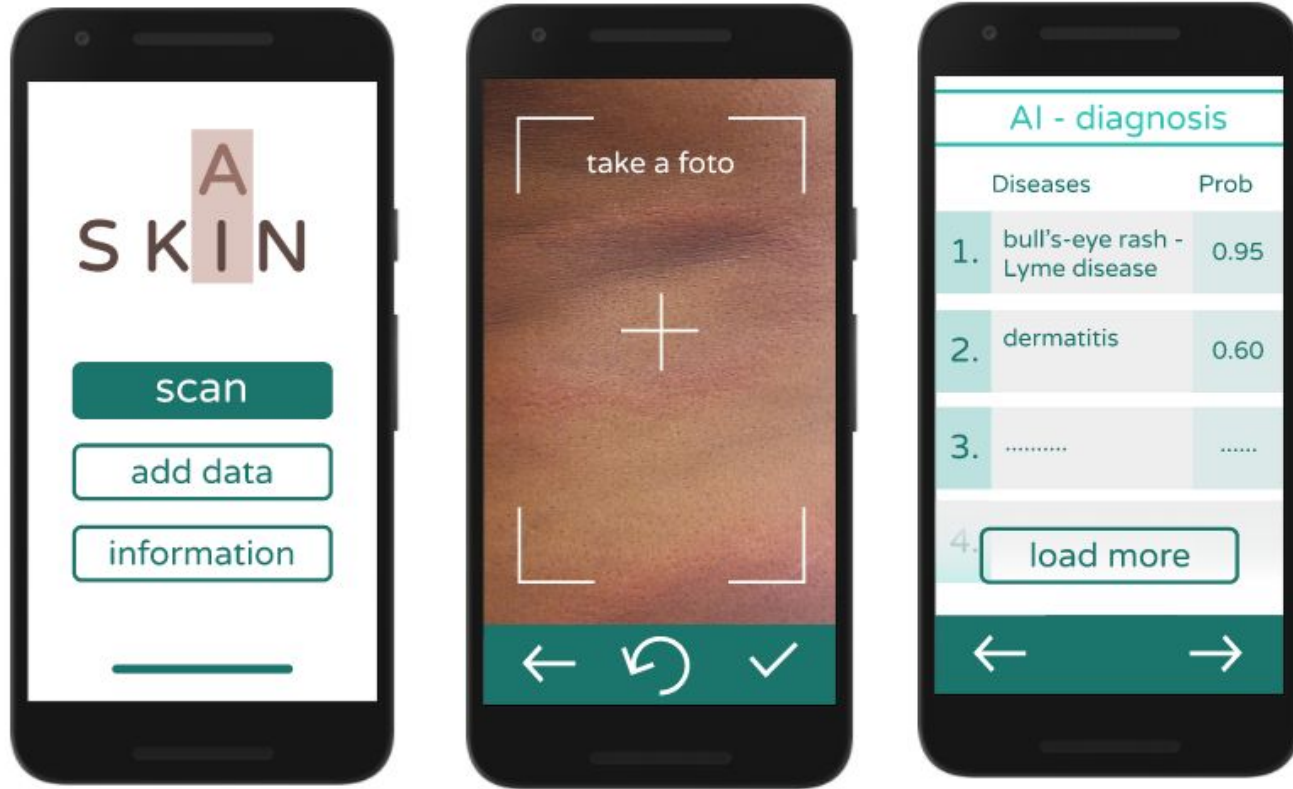 A
SKIN
scan
add data
information
take a foto
AI - diagnosis
Diseases Prob
1. bull's-eye rash -
Lyme disease 0.95
2. dermatitis 0.60
3. .......... ......
4.
load more